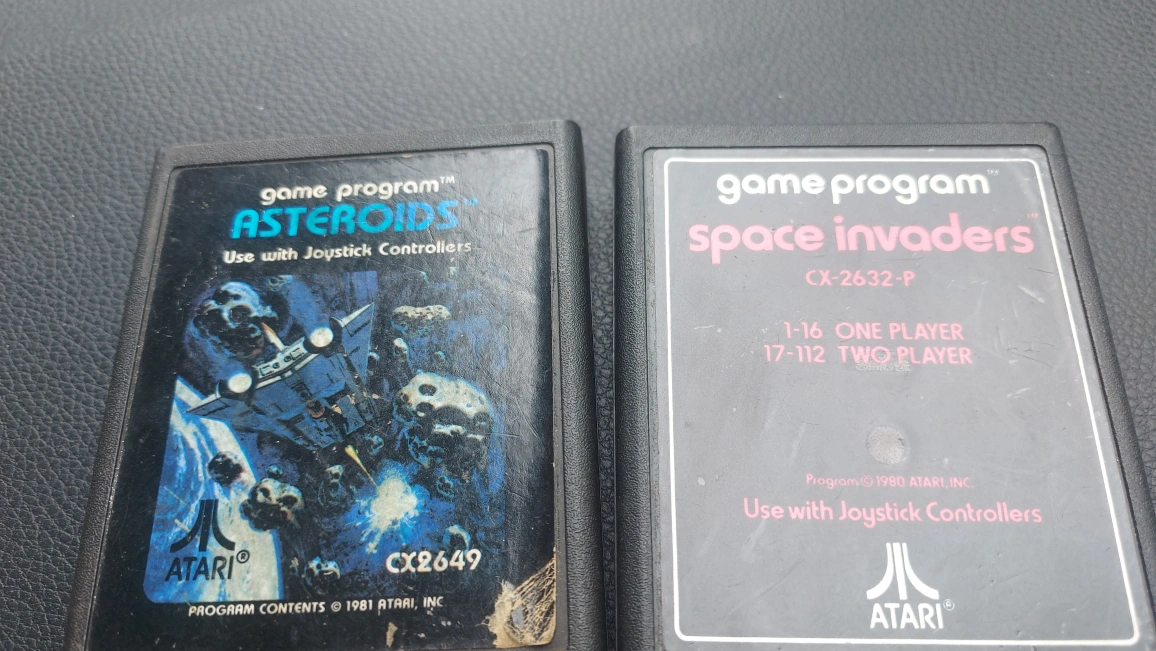 game program™
ASTEROIDS™
Use with Joystick Controllers
ATARI®
CX2649
PROGRAM CONTENTS © 1981 ATARI, INC
game program™
space invaders™
CX-2632-P
1-16 ONE PLAYER
17-112 TWO PLAYER
Program © 1980 ATARI, INC.
Use with Joystick Controllers
ATARI®